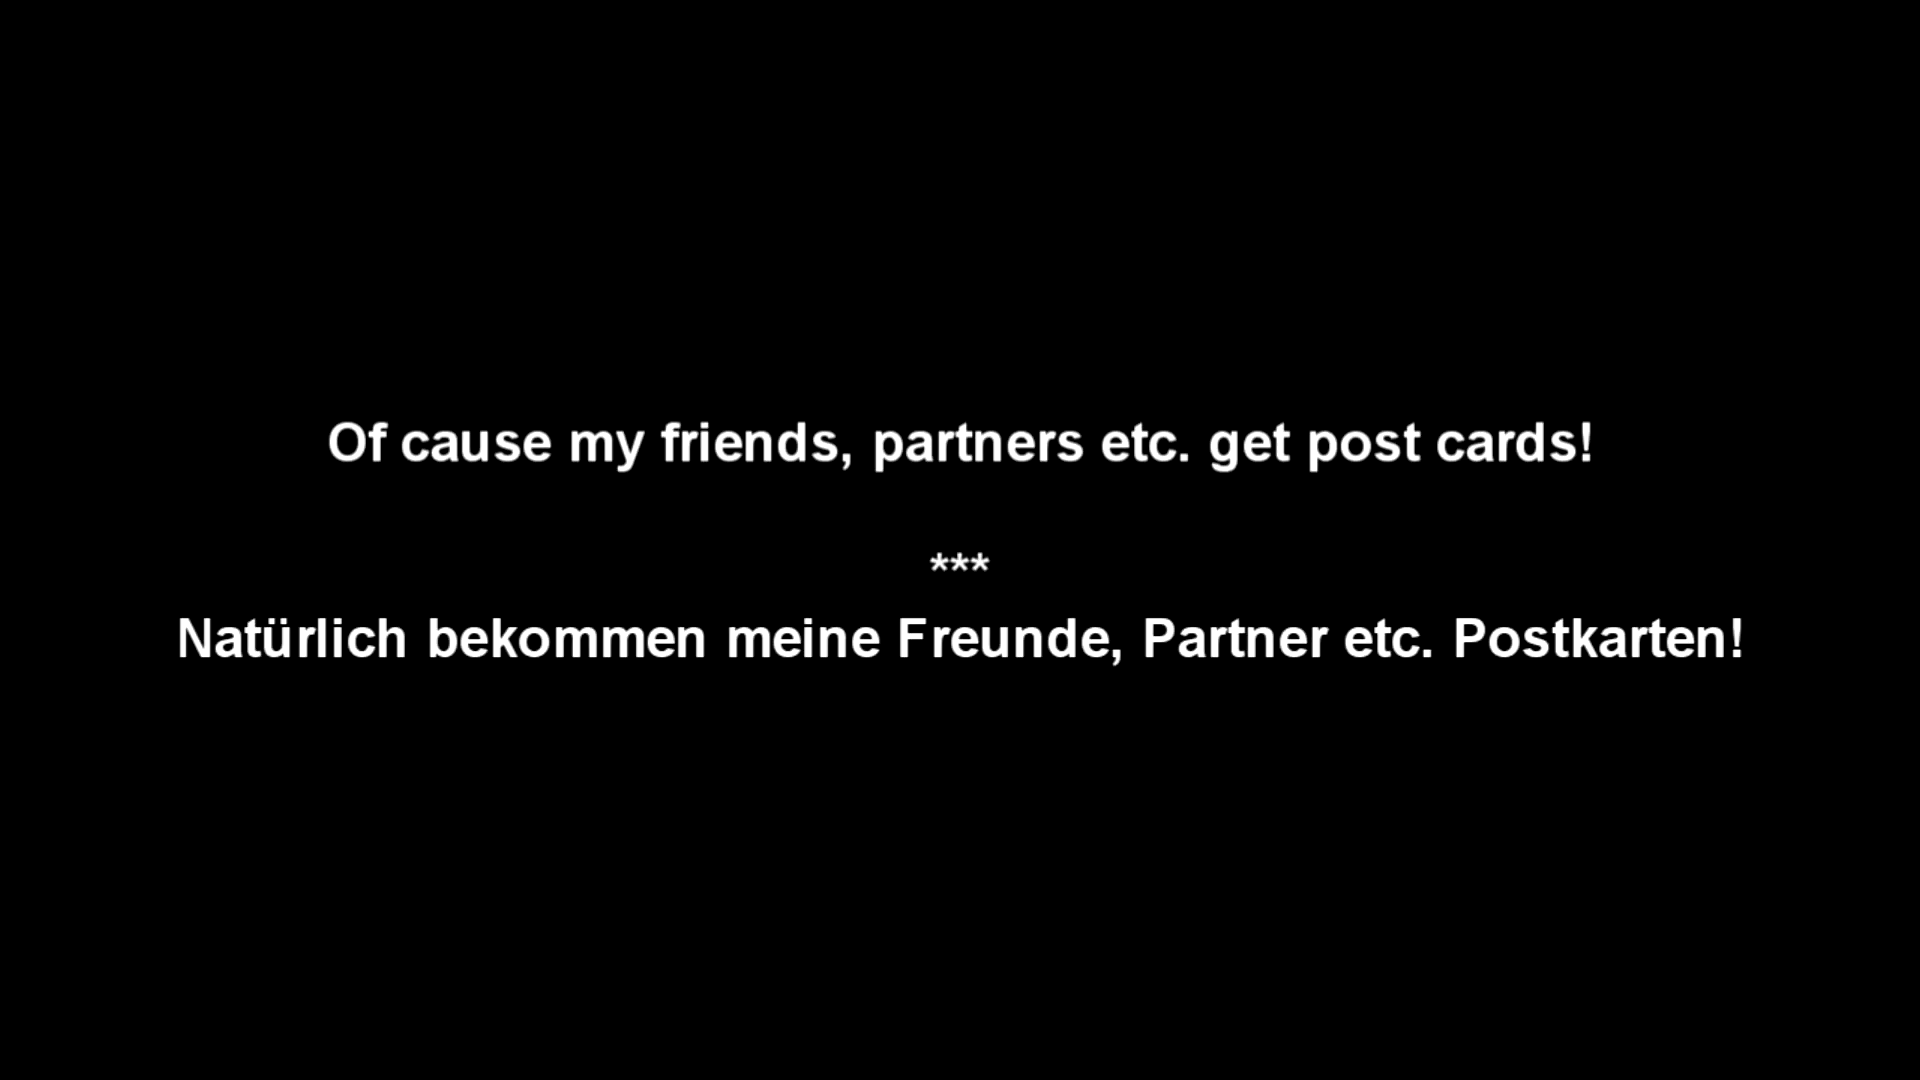 Of cause my friends, partners etc. get post cards!
***
Natürlich bekommen meine Freunde, Partner etc. Postkarten!